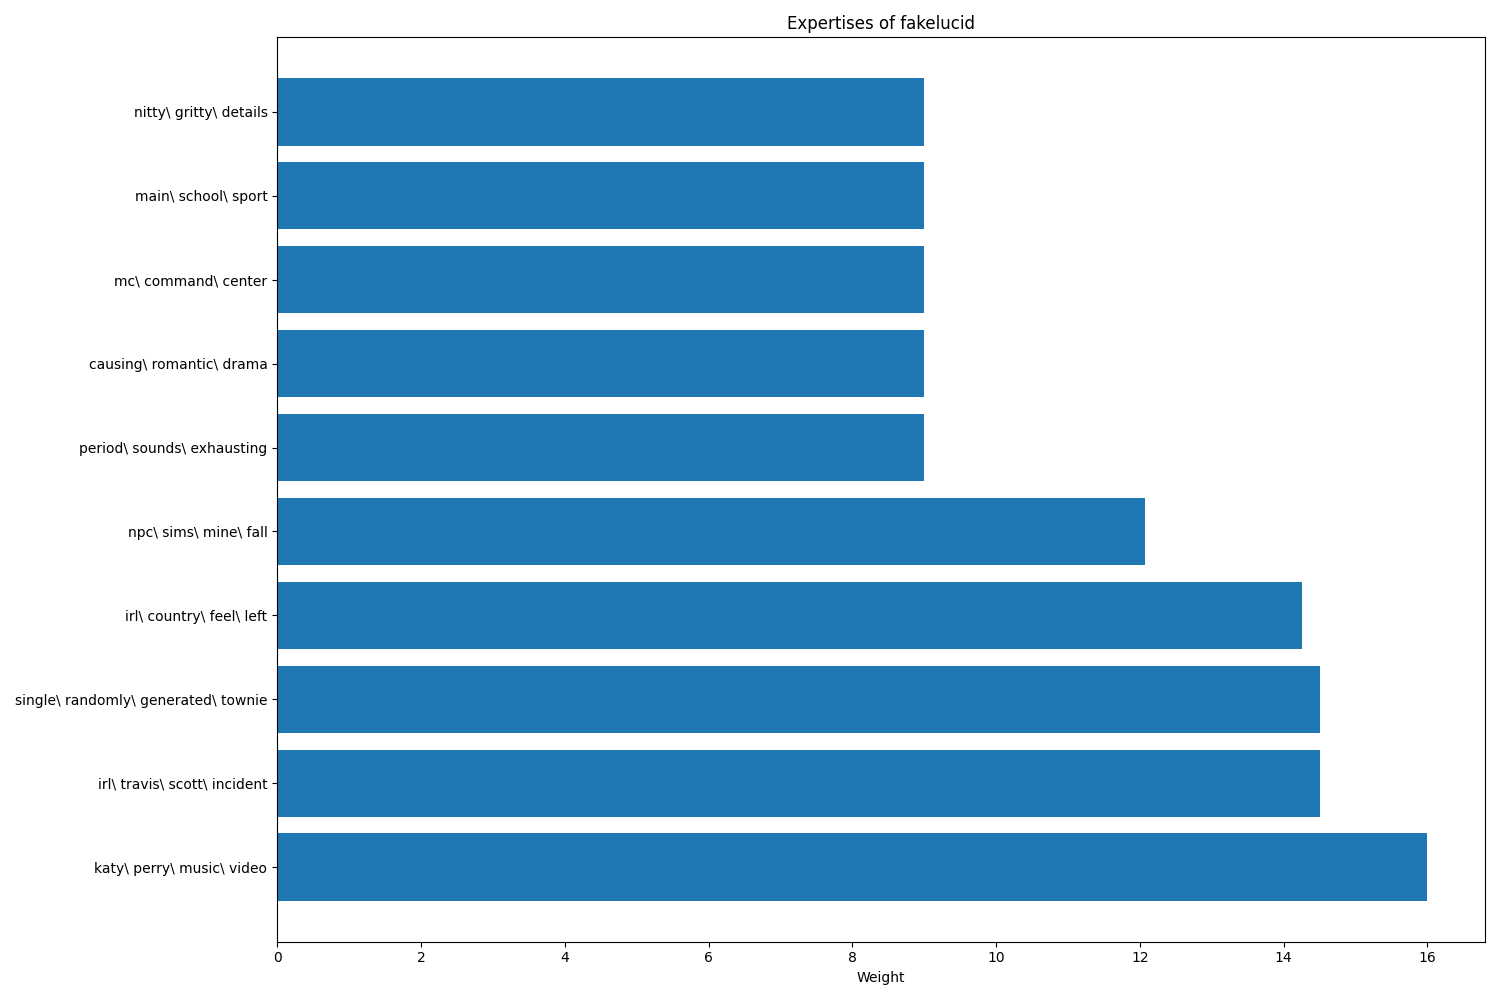 Expertises of fakelucid
nitty\ gritty\ details
main\ school\ sport
mc\ command\ center
causing\ romantic\ drama
period\ sounds\ exhausting
npc\ sims\ mine\ fall
irl\ country\ feel\ left
single\ randomly\ generated\ townie
irl\ travis\ scott\ incident
katy\ perry\ music\ video
0 2 4 6 8 10 12 14 16
Weight